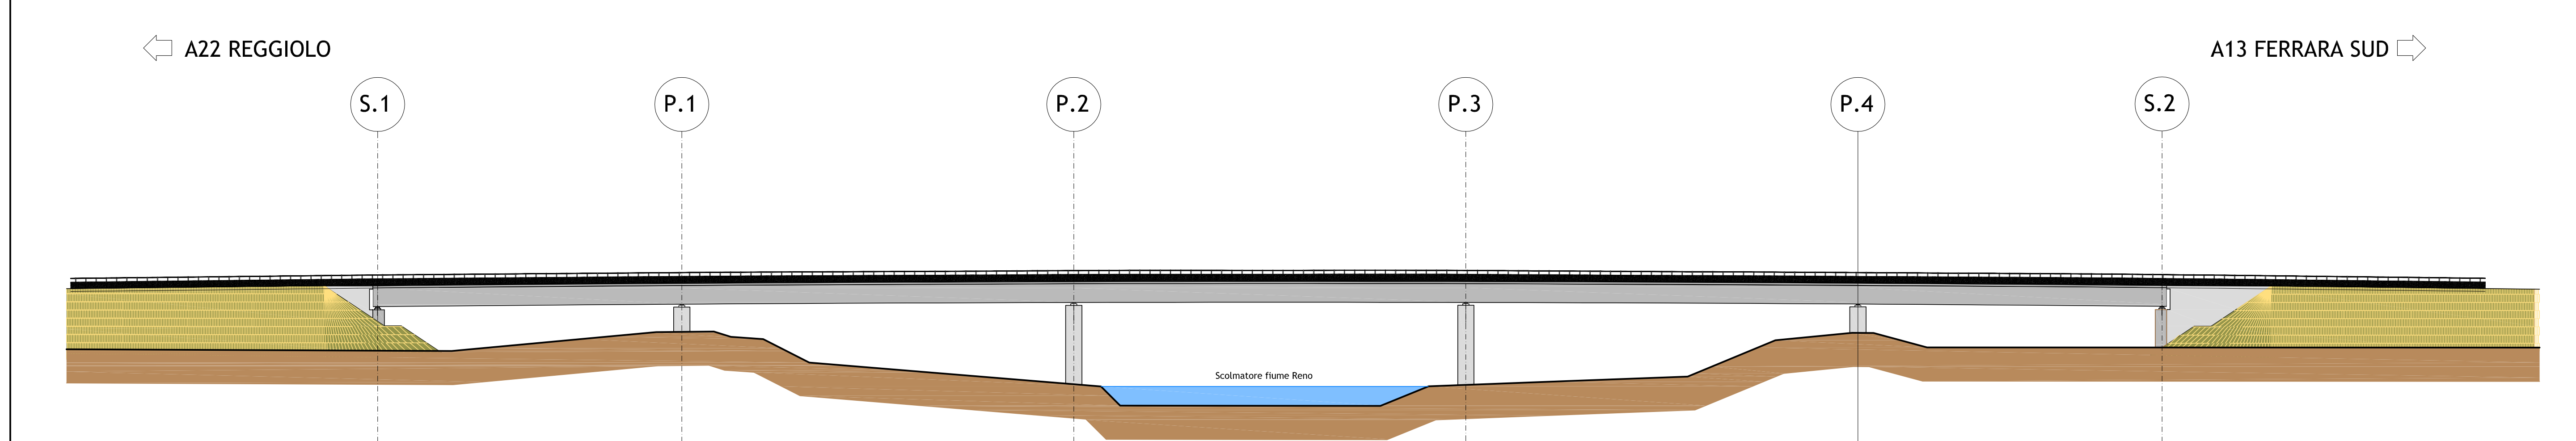 A22 REGGIOLO
A13 FERRARA SUD
S.1
P.1
P.2
P.3
P.4
S.2
Scolmatore fiume Reno